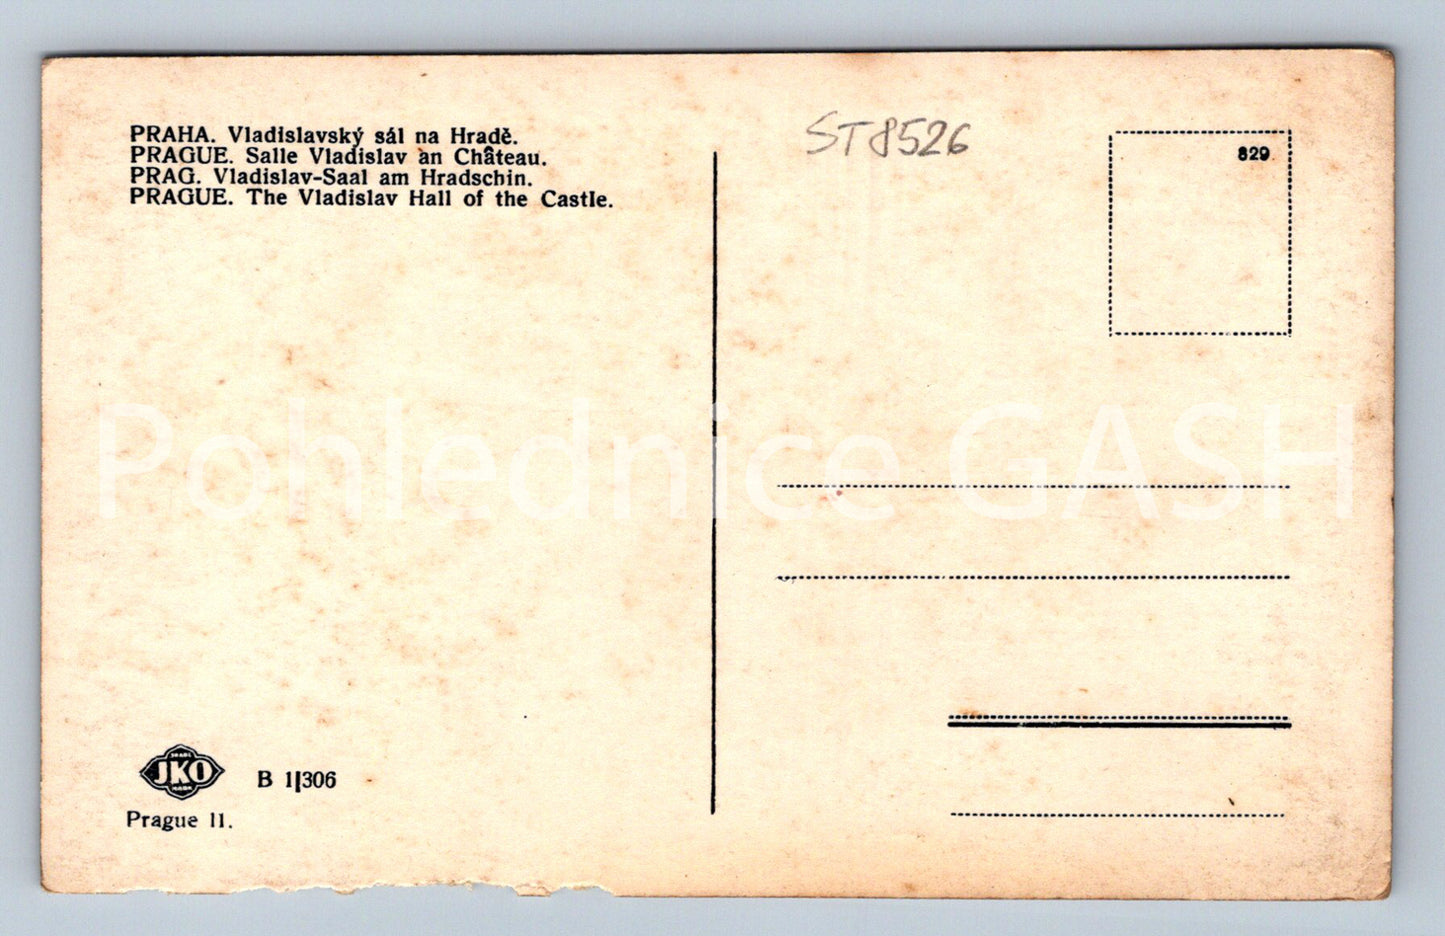 PRAHA. Vladislavský sál na Hradě.
PRAGUE. Salle Vladislav an Château.
PRAG. Vladislav-Saal am Hradschin.
PRAGUE. The Vladislav Hall of the Castle.
ST8526
829
Pohlednice GASH
JKO
B 1|306
Prague II.